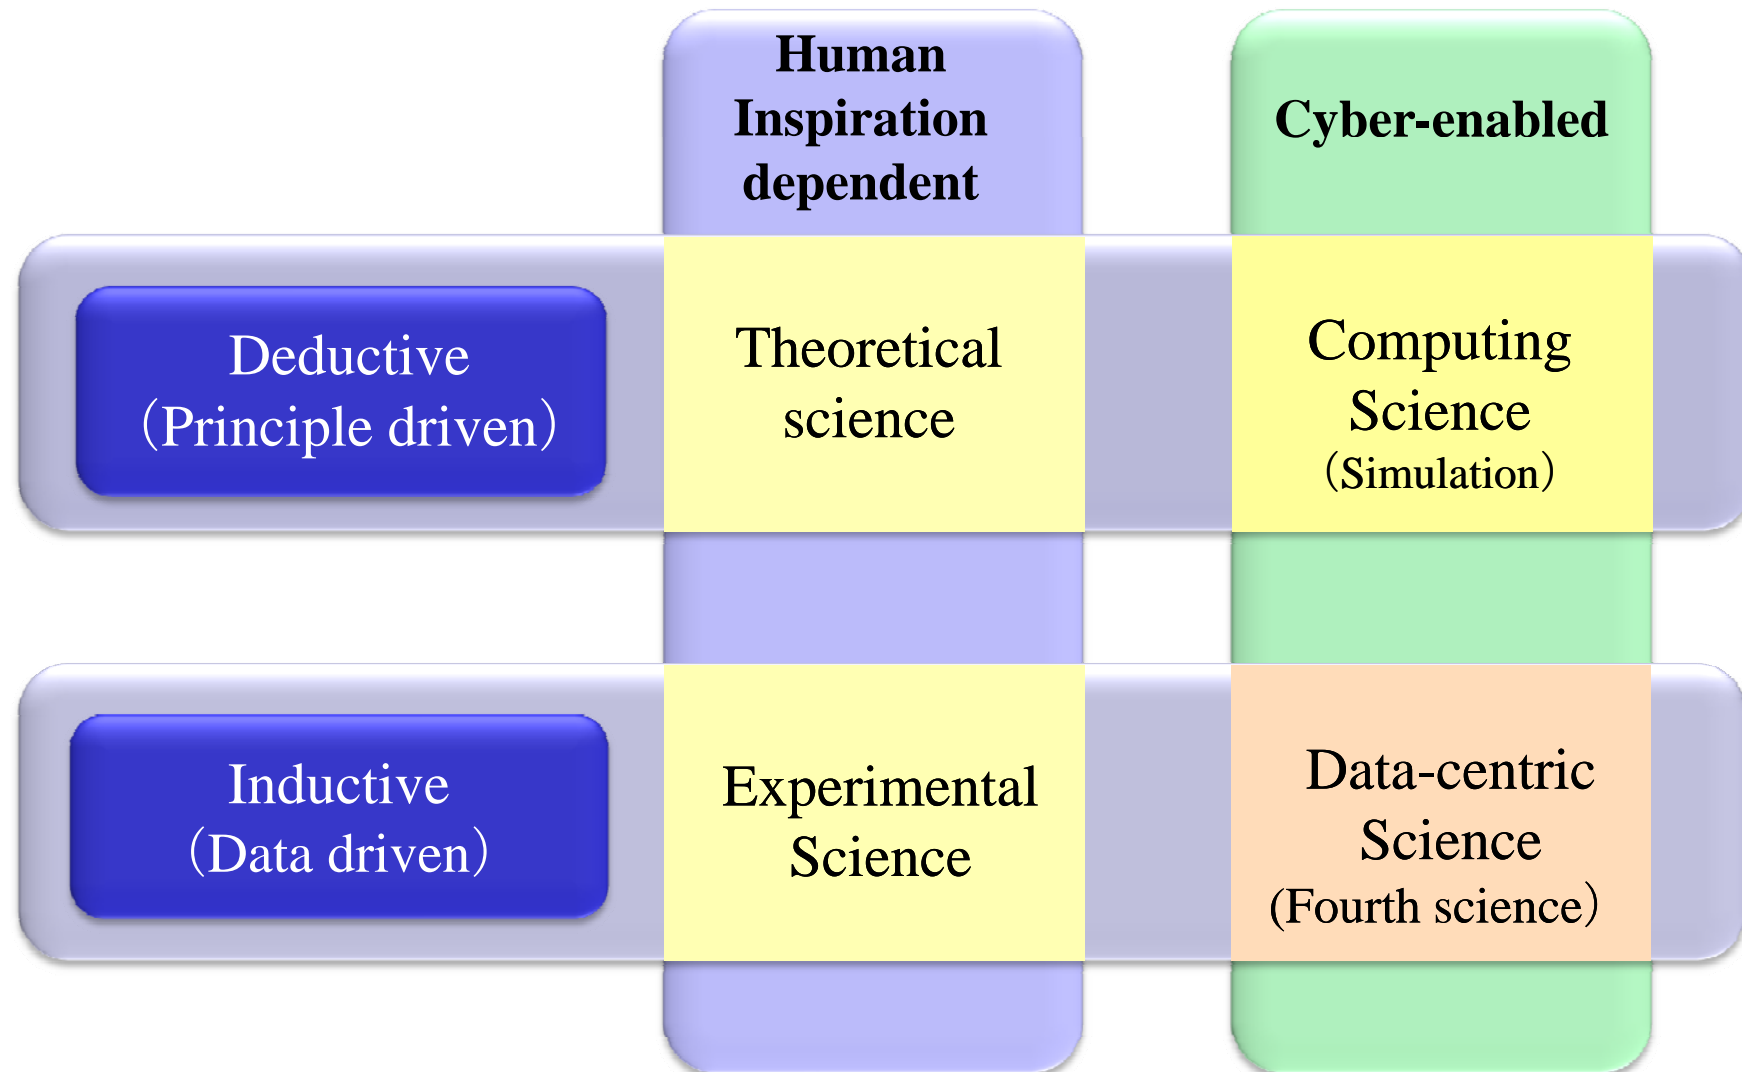 Human
Inspiration
dependent
Cyber-enabled
Deductive
（Principle driven）
Theoretical
science
Computing
Science
（Simulation）
Inductive
（Data driven）
Experimental
Science
Data-centric
Science
(Fourth science）